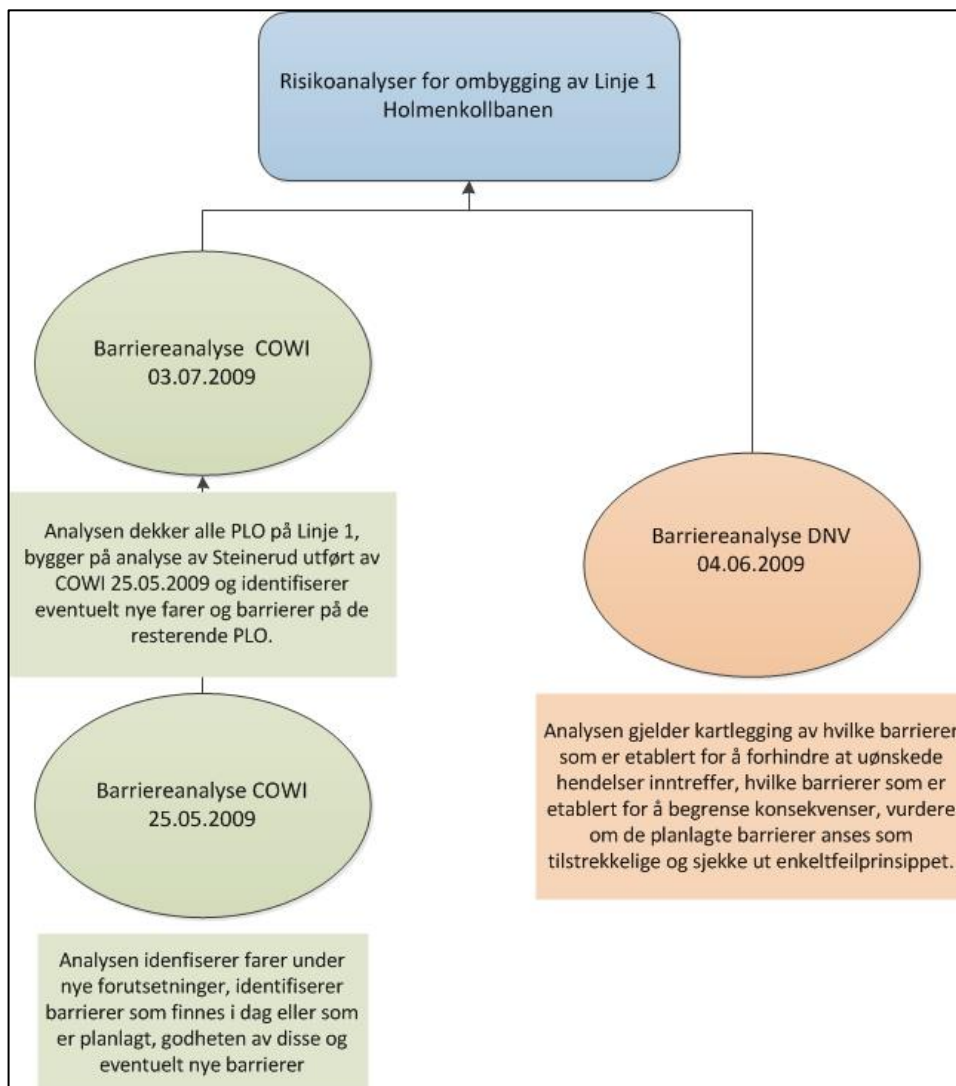 Risikoanalyser for ombygging av Linje 1
Holmenkollbanen
Barriereanalyse COWI
03.07.2009
Analysen dekker alle PLO på Linje 1,
bygger på analyse av Steinerud utført av
COWI 25.05.2009 og identifiserer
eventuelt nye farer og barrierer på de
resterende PLO.
Barriereanalyse COWI
25.05.2009
Analysen idenfiserer farer under
nye forutsetninger, identifiserer
barrierer som finnes i dag eller som
er planlagt, godheten av disse og
eventuelt nye barrierer
Barriereanalyse DNV
04.06.2009
Analysen gjelder kartlegging av hvilke barrierer
som er etablert for å forhindre at uønskede
hendelser inntreffer, hvilke barrierer som er
etablert for å begrense konsekvenser, vurdere
om de planlagte barrierer anses som
tilstrekkelige og sjekke ut enkeltfeilprinsippet.